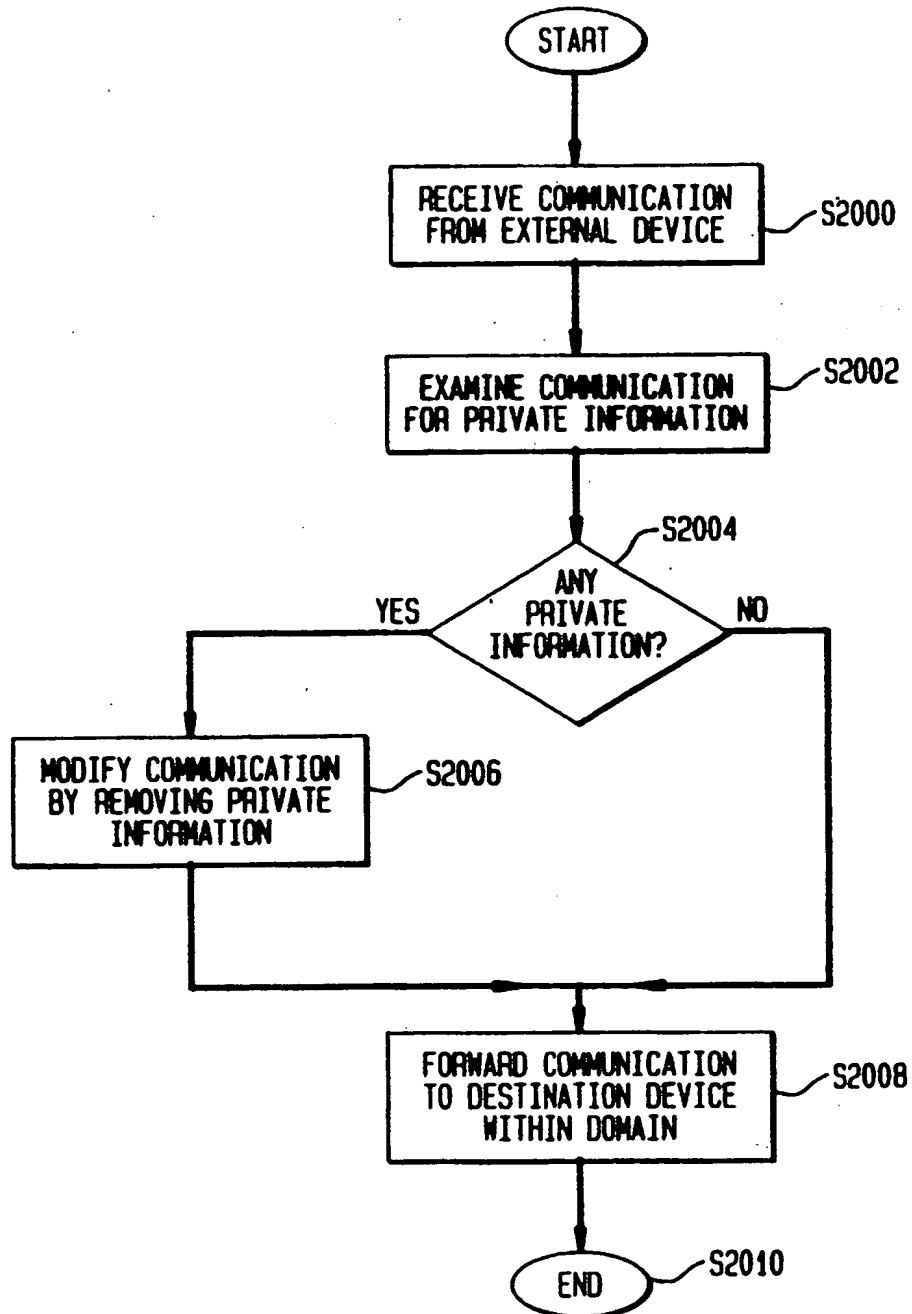 START
RECEIVE COMMUNICATION
FROM EXTERNAL DEVICE
S2000
EXAMINE COMMUNICATION
FOR PRIVATE INFORMATION
S2002
S2004
ANY
PRIVATE
INFORMATION?
YES
NO
MODIFY COMMUNICATION
BY REMOVING PRIVATE
INFORMATION
S2006
FORWARD COMMUNICATION
TO DESTINATION DEVICE
WITHIN DOMAIN
S2008
END
S2010